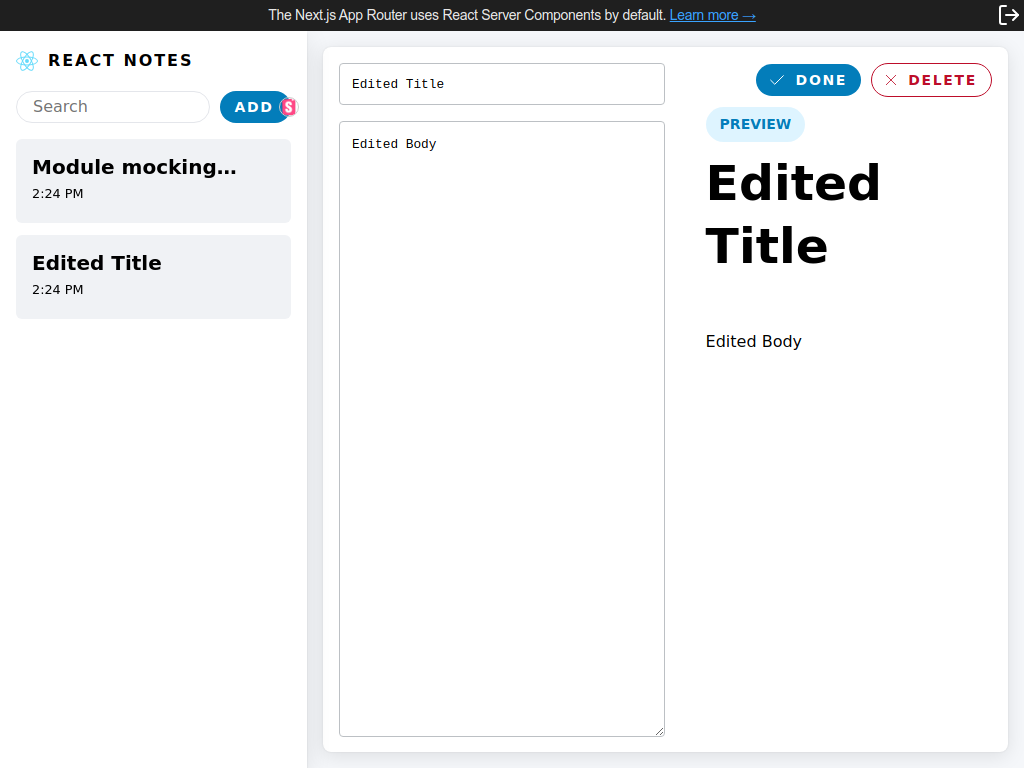 The Next.js App Router uses React Server Components by default. Learn more →
REACT NOTES
Search
ADD
S
Module mocking...
2:24 PM
Edited Title
2:24 PM
Edited Title
Edited Body
DONE
DELETE
PREVIEW
Edited
Title
Edited Body